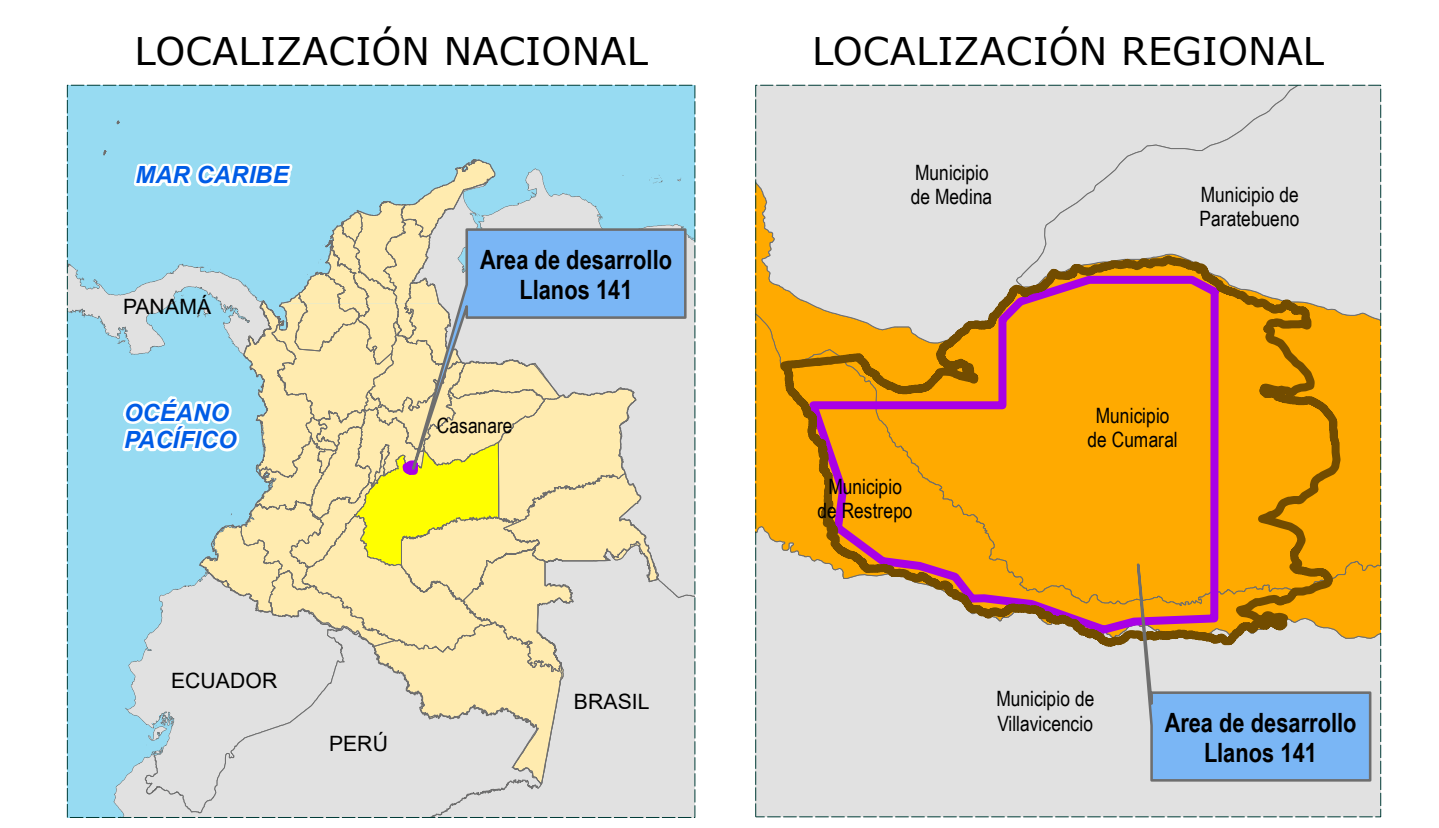 LOCALIZACIÓN NACIONAL
MAR CARIBE
Area de desarrollo
Llanos 141
PANAMÁ
OCÉANO
PACÍFICO
Casanare
ECUADOR
BRASIL
PERÚ
LOCALIZACIÓN REGIONAL
Municipio
de Medina
Municipio de
Paratebueno
Municipio
de Cumaral
Municipio
de Restrepo
Municipio de
Villavicencio
Area de desarrollo
Llanos 141